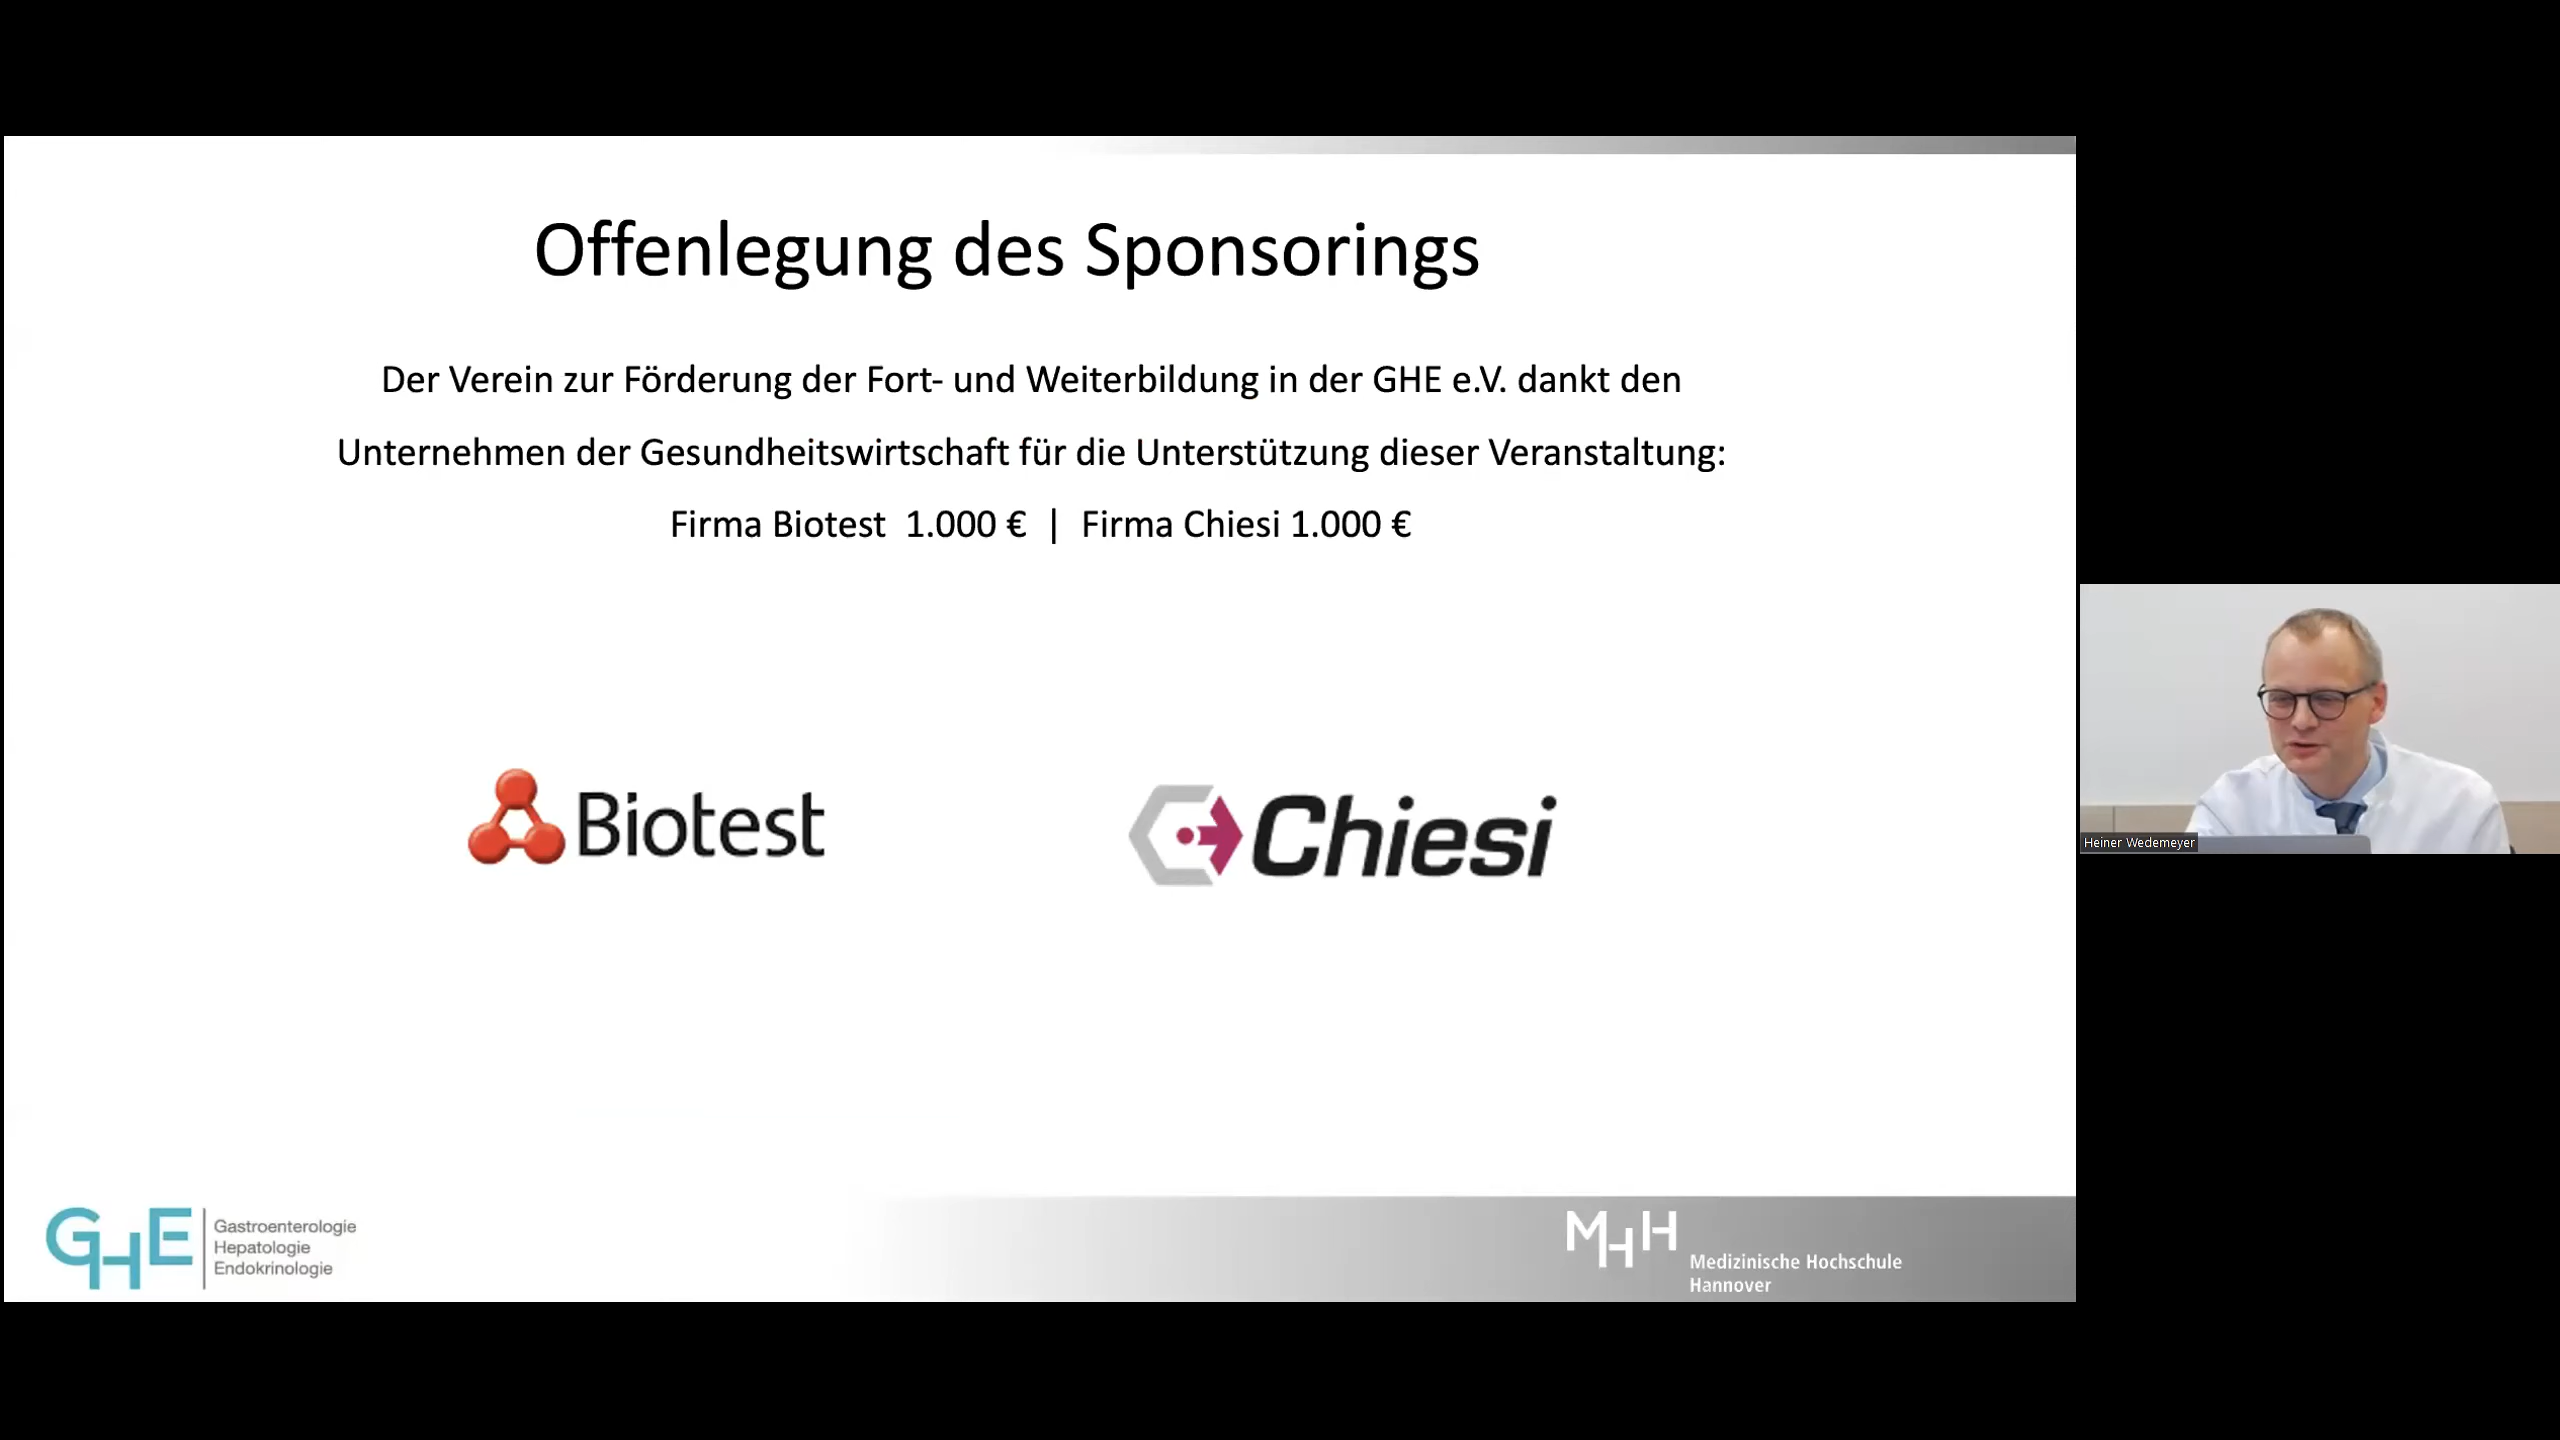 Offenlegung des Sponsorings
Der Verein zur Förderung der Fort- und Weiterbildung in der GHE e.V. dankt den
Unternehmen der Gesundheitswirtschaft für die Unterstützung dieser Veranstaltung:
Firma Biotest  1.000 €  |  Firma Chiesi 1.000 €
Biotest
Chiesi
Heiner Wedemeyer
GHE
Gastroenterologie
Hepatologie
Endokrinologie
MHH
Medizinische Hochschule
Hannover